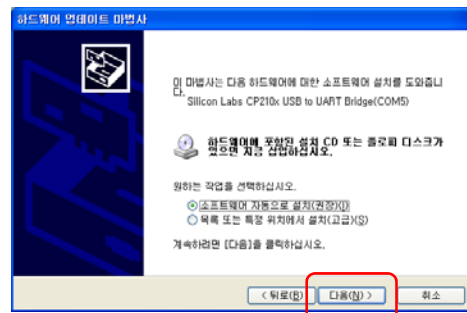 하드웨어 업데이트 마법사
이 마법사는 다음 하드웨어에 대한 소프트웨어 설치를 도와줍니
다.
Silicon Labs CP210x USB to UART Bridge(COM5)
하드웨어에 포함된 설치 CD 또는 플로피 디스크가
있으면 지금 삽입하십시오.
원하는 작업을 선택하십시오.
소프트웨어 자동으로 설치(권장)(I)
목록 또는 특정 위치에서 설치(고급)(S)
계속하려면 [다음]을 클릭하십시오.
< 뒤로(B) 다음(N) > 취소